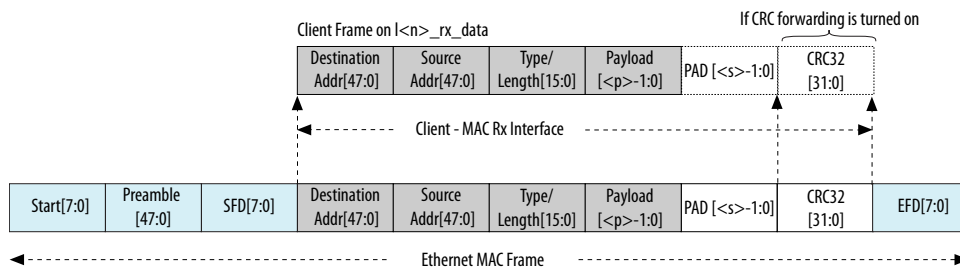 If CRC forwarding is turned on
Client Frame on l<n>_rx_data
Destination Addr[47:0]
Source Addr[47:0]
Type/ Length[15:0]
Payload [<p>-1:0]
PAD [<s>-1:0]
CRC32 [31:0]
Client - MAC Rx Interface
Start[7:0]
Preamble [47:0]
SFD[7:0]
Destination Addr[47:0]
Source Addr[47:0]
Type/ Length[15:0]
Payload [<p>-1:0]
PAD [<s>-1:0]
CRC32 [31:0]
EFD[7:0]
Ethernet MAC Frame